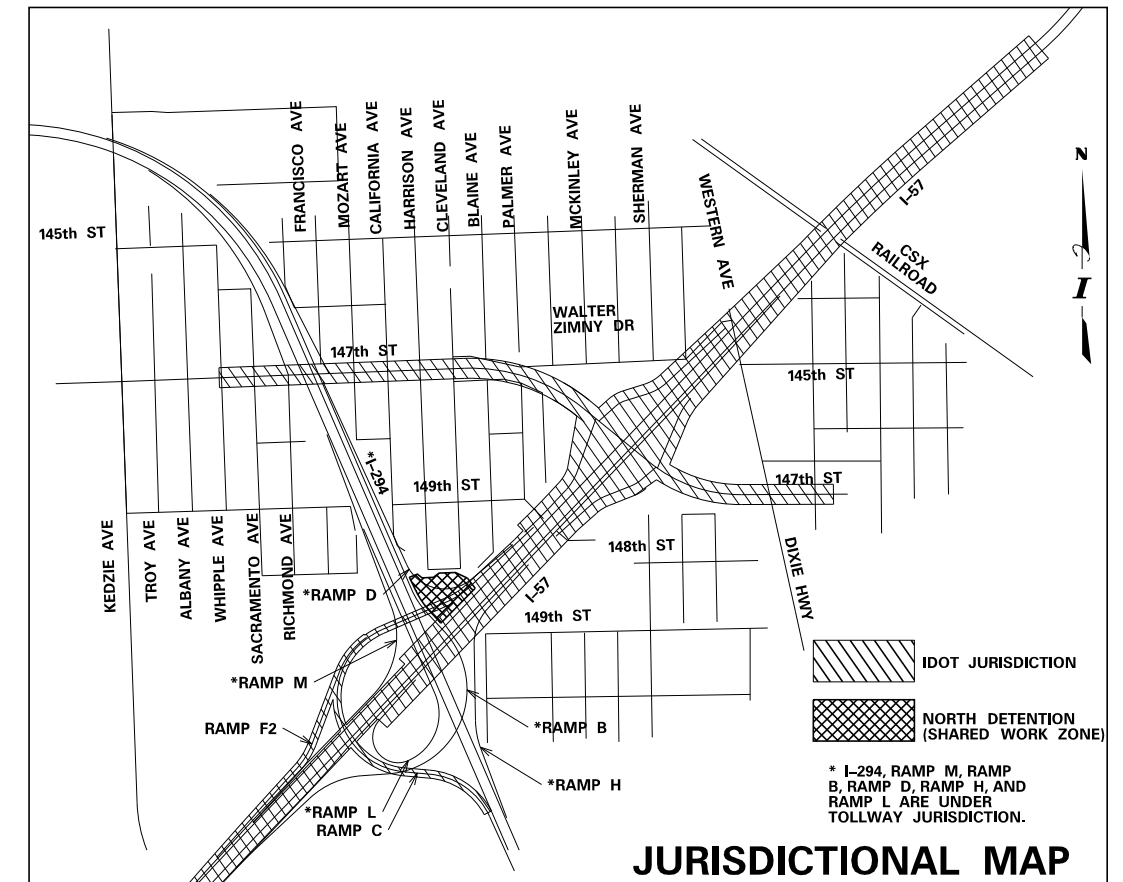 FRANCISCO AVE
MOZART AVE
CALIFORNIA AVE
HARRISON AVE
CLEVELAND AVE
BLAINE AVE
PALMER AVE
MCKINLEY AVE
SHERMAN AVE
WESTERN AVE
I-57
N
I
145th ST
CSX
RAILROAD
WALTER
ZIMNY DR
147th ST
145th ST
*I-294
149th ST
147th ST
KEDZIE AVE
TROY AVE
ALBANY AVE
WHIPPLE AVE
SACRAMENTO AVE
RICHMOND AVE
148th ST
DIXIE HWY
*RAMP D
I-57
149th ST
IDOT JURISDICTION
*RAMP M
NORTH DETENTION
(SHARED WORK ZONE)
RAMP F2
*RAMP B
*RAMP H
* I-294, RAMP M, RAMP
B, RAMP D, RAMP H, AND
RAMP L ARE UNDER
TOLLWAY JURISDICTION.
*RAMP L
RAMP C
JURISDICTIONAL MAP